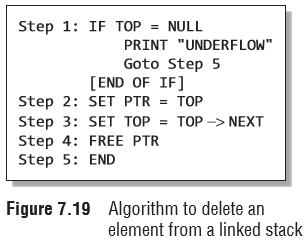 Step 1: IF TOP = NULL
PRINT "UNDERFLOW"
Goto Step 5
[END OF IF]
Step 2: SET PTR = TOP
Step 3: SET TOP = TOP –> NEXT
Step 4: FREE PTR
Step 5: END
Figure 7.19 Algorithm to delete an
element from a linked stack